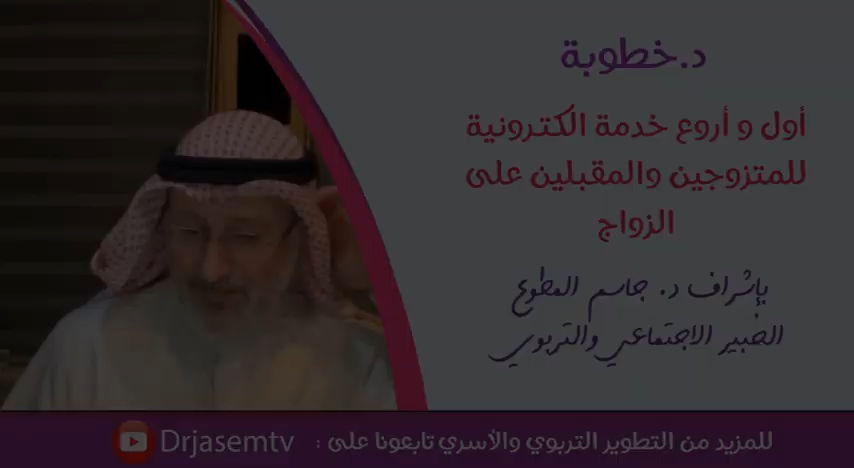 د.خطوبة
أول و أروع خدمة الكترونية
للمتزوجين والمقبلين على
الزواج
بإشراف د. جاسم المطوع
الخبير الاجتماعي والتربوي
للمزيد من التطوير التربوي والأسري تابعونا على : Drjasemtv